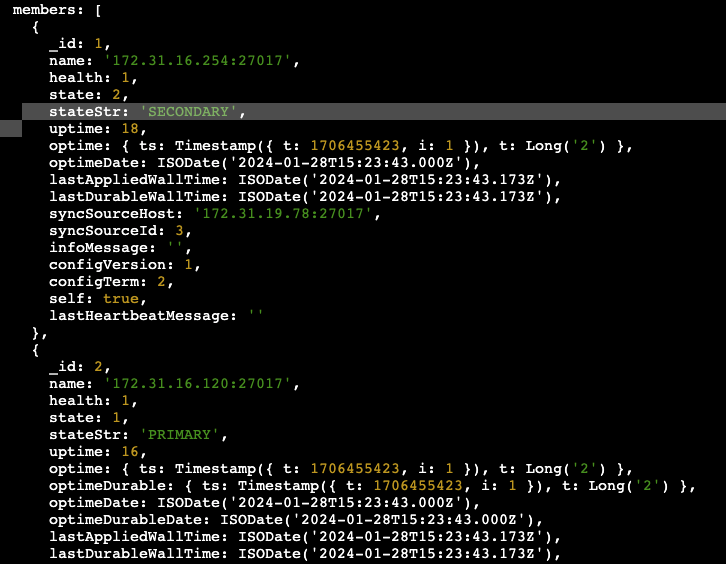 members: [
{
_id: 1,
name: '172.31.16.254:27017',
health: 1,
state: 2,
stateStr: 'SECONDARY',
uptime: 18,
optime: { ts: Timestamp({ t: 1706455423, i: 1 }), t: Long('2') },
optimeDate: ISODate('2024-01-28T15:23:43.000Z'),
lastAppliedWallTime: ISODate('2024-01-28T15:23:43.173Z'),
lastDurableWallTime: ISODate('2024-01-28T15:23:43.173Z'),
syncSourceHost: '172.31.19.78:27017',
syncSourceId: 3,
infoMessage: '',
configVersion: 1,
configTerm: 2,
self: true,
lastHeartbeatMessage: ''
},
{
_id: 2,
name: '172.31.16.120:27017',
health: 1,
state: 1,
stateStr: 'PRIMARY',
uptime: 16,
optime: { ts: Timestamp({ t: 1706455423, i: 1 }), t: Long('2') },
optimeDurable: { ts: Timestamp({ t: 1706455423, i: 1 }), t: Long('2') },
optimeDate: ISODate('2024-01-28T15:23:43.000Z'),
optimeDurableDate: ISODate('2024-01-28T15:23:43.000Z'),
lastAppliedWallTime: ISODate('2024-01-28T15:23:43.173Z'),
lastDurableWallTime: ISODate('2024-01-28T15:23:43.173Z'),